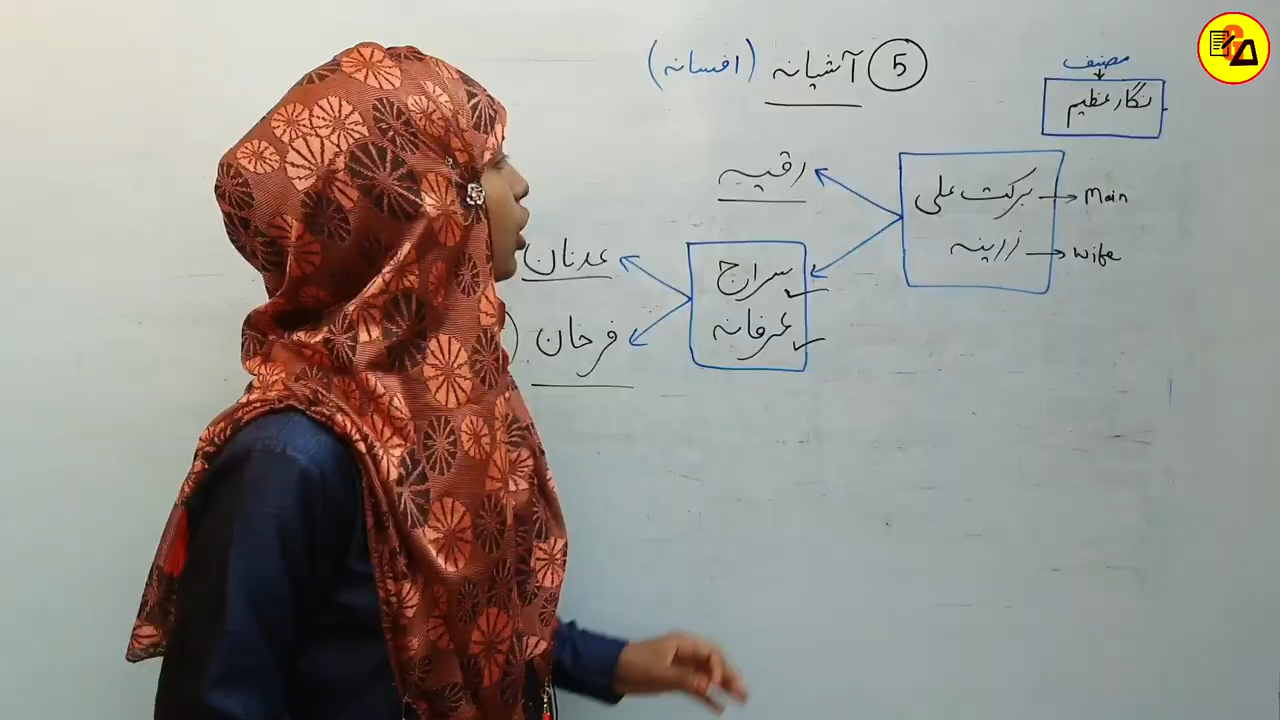 5 آشیانہ (افسانہ)
مصنف
نگار عظیم
برکت علی → Main
زرینہ → wife
رقیہ
سراج
عرفانہ
عدنان
فرحان